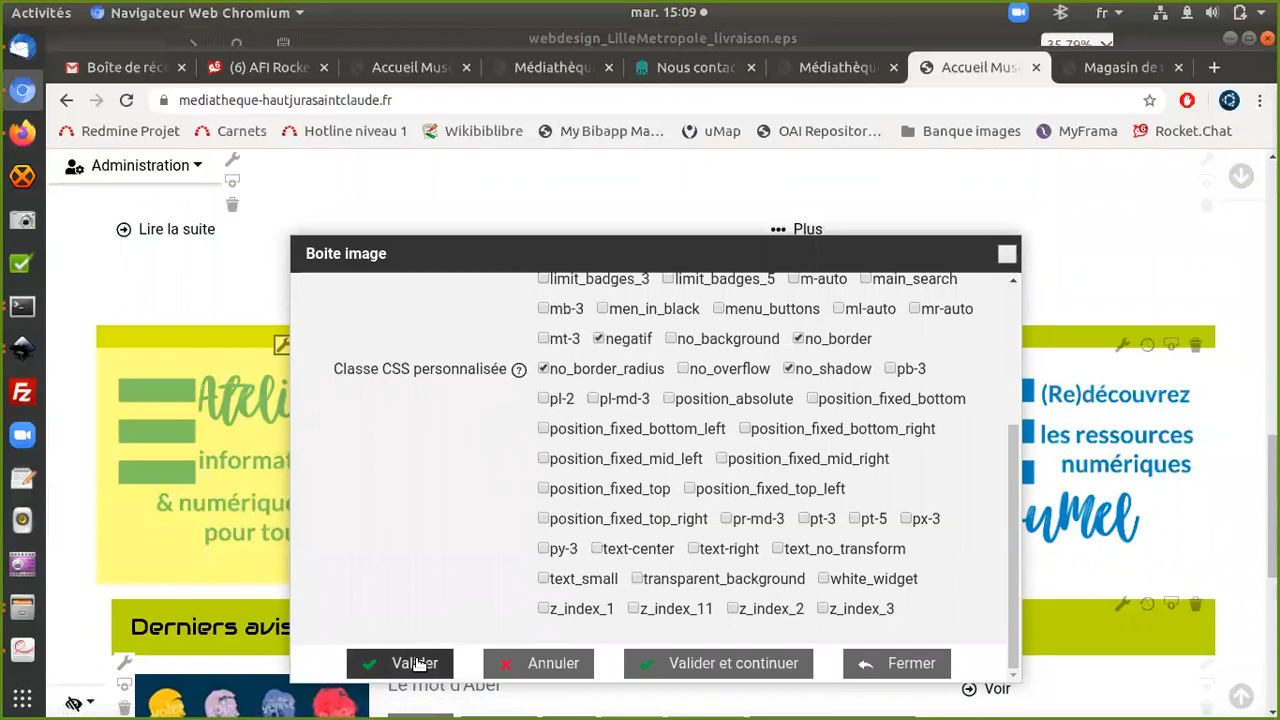 Activités Navigateur Web Chromium mar. 15:09 fr
webdesign_LilleMetropole_livraison.eps 35,79%
Boîte de réc (6) AFI Rocke Accueil Mus Médiathèqu Nous contac Médiathèqu Accueil Mus Magasin de
mediatheque-hautjurasaintclaude.fr
Redmine Projet Carnets Hotline niveau 1 Wikibiblibre My Bibapp Ma... uMap OAI Repositor... Banque images MyFrama Rocket.Chat
Administration
Lire la suite ••• Plus
Boite image
limit_badges_3 limit_badges_5 m-auto main_search
mb-3 men_in_black menu_buttons ml-auto mr-auto
mt-3 negatif no_background no_border
Classe CSS personnalisée ? no_border_radius no_overflow no_shadow pb-3
pl-2 pl-md-3 position_absolute position_fixed_bottom
position_fixed_bottom_left position_fixed_bottom_right
position_fixed_mid_left position_fixed_mid_right
position_fixed_top position_fixed_top_left
position_fixed_top_right pr-md-3 pt-3 pt-5 px-3
py-3 text-center text-right text_no_transform
text_small transparent_background white_widget
z_index_1 z_index_11 z_index_2 z_index_3
Valider Annuler Valider et continuer Fermer
Ateli
informat
& numériqu
pour to
(Re)découvrez
les ressources
numériques
umel
Derniers avis
Le mot d'Abel
Voir